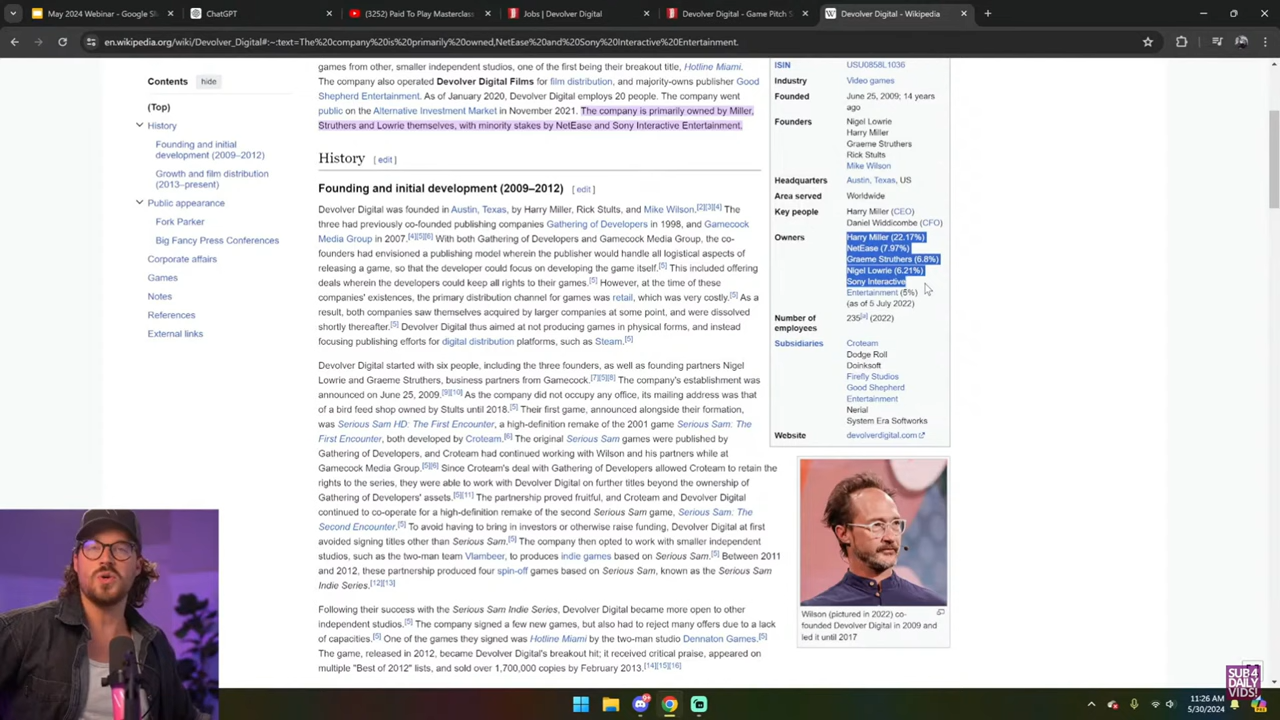 May 2024 Webinar - Google Sl
ChatGPT
(3252) Paid To Play Masterclass
Jobs | Devolver Digital
Devolver Digital - Game Pitch S
Devolver Digital - Wikipedia
en.wikipedia.org/wiki/Devolver_Digital#:~:text=The%20company%20is%20primarily%20owned,NetEase%20and%20Sony%20Interactive%20Entertainment.
Contents hide
(Top)
History
Founding and initial
development (2009–2012)
Growth and film distribution
(2013–present)
Public appearance
Fork Parker
Big Fancy Press Conferences
Corporate affairs
Games
Notes
References
External links
games from other, smaller independent studios, one of the first being their breakout title, Hotline Miami.
The company also operated Devolver Digital Films for film distribution, and majority-owns publisher Good
Shepherd Entertainment. As of January 2020, Devolver Digital employs 20 people. The company went
public on the Alternative Investment Market in November 2021. The company is primarily owned by Miller,
Struthers and Lowrie themselves, with minority stakes by NetEase and Sony Interactive Entertainment.
History [ edit ]
Founding and initial development (2009–2012) [ edit ]
Devolver Digital was founded in Austin, Texas, by Harry Miller, Rick Stults, and Mike Wilson.[2][3][4] The
three had previously co-founded publishing companies Gathering of Developers in 1998, and Gamecock
Media Group in 2007.[4][5][6] With both Gathering of Developers and Gamecock Media Group, the co-
founders had envisioned a publishing model wherein the publisher would handle all logistical aspects of
releasing a game, so that the developer could focus on developing the game itself.[5] This included offering
deals wherein the developers could keep all rights to their games.[5] However, at the time of these
companies' existences, the primary distribution channel for games was retail, which was very costly.[5] As a
result, both companies saw themselves acquired by larger companies at some point, and were dissolved
shortly thereafter.[5] Devolver Digital thus aimed at not producing games in physical forms, and instead
focusing publishing efforts for digital distribution platforms, such as Steam.[5]
Devolver Digital started with six people, including the three founders, as well as founding partners Nigel
Lowrie and Graeme Struthers, business partners from Gamecock.[7][5][8] The company's establishment was
announced on June 25, 2009.[9][10] As the company did not occupy any office, its mailing address was that
of a bird feed shop owned by Stults until 2018.[5] Their first game, announced alongside their formation,
was Serious Sam HD: The First Encounter, a high-definition remake of the 2001 game Serious Sam: The
First Encounter, both developed by Croteam.[6] The original Serious Sam games were published by
Gathering of Developers, and Croteam had continued working with Wilson and his partners while at
Gamecock Media Group.[5][6] Since Croteam's deal with Gathering of Developers allowed Croteam to retain the
rights to the series, they were able to work with Devolver Digital on further titles beyond the ownership of
Gathering of Developers' assets.[5][11] The partnership proved fruitful, and Croteam and Devolver Digital
continued to co-operate for a high-definition remake of the second Serious Sam game, Serious Sam: The
Second Encounter.[5] To avoid having to bring in investors or otherwise raise funding, Devolver Digital at first
avoided signing titles other than Serious Sam.[5] The company then opted to work with smaller independent
studios, such as the two-man team Vlambeer, to produces indie games based on Serious Sam.[5] Between 2011
and 2012, these partnership produced four spin-off games based on Serious Sam, known as the Serious Sam
Indie Series.[12][13]
Following their success with the Serious Sam Indie Series, Devolver Digital became more open to other
independent studios.[5] The company signed a few new games, but also had to reject many offers due to a lack
of capacities.[5] One of the games they signed was Hotline Miami by the two-man studio Dennaton Games.[5]
The game, released in 2012, became Devolver Digital's breakout hit; it received critical praise, appeared on
multiple "Best of 2012" lists, and sold over 1,700,000 copies by February 2013.[14][15][16]
ISIN USU0858L1036
Industry Video games
Founded June 25, 2009; 14 years
ago
Founders Nigel Lowrie
Harry Miller
Graeme Struthers
Rick Stults
Mike Wilson
Headquarters Austin, Texas, US
Area served Worldwide
Key people Harry Miller (CEO)
Daniel Widdicombe (CFO)
Owners Harry Miller (22.17%)
NetEase (7.97%)
Graeme Struthers (6.8%)
Nigel Lowrie (6.21%)
Sony Interactive
Entertainment (5%)
(as of 5 July 2022)
Number of 235[a] (2022)
employees
Subsidiaries Croteam
Dodge Roll
Doinksoft
Firefly Studios
Good Shepherd
Entertainment
Nerial
System Era Softworks
Website devolverdigital.com
Wilson (pictured in 2022) co-
founded Devolver Digital in 2009 and
led it until 2017
SUB 4
DAILY
VIDS!
11:26 AM
5/30/2024